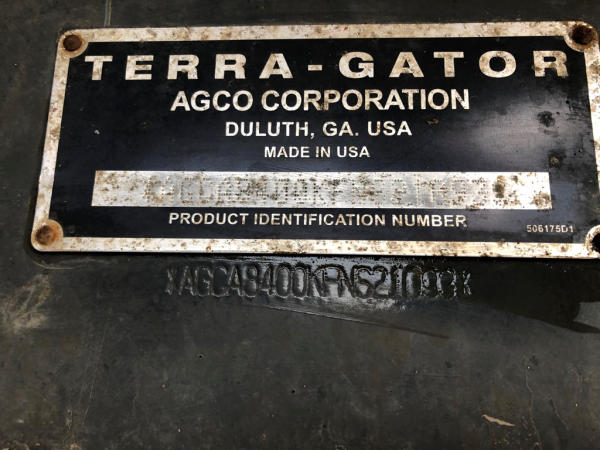 TERRA-GATOR
AGCO CORPORATION
DULUTH, GA. USA
MADE IN USA
PRODUCT IDENTIFICATION NUMBER
506175D1